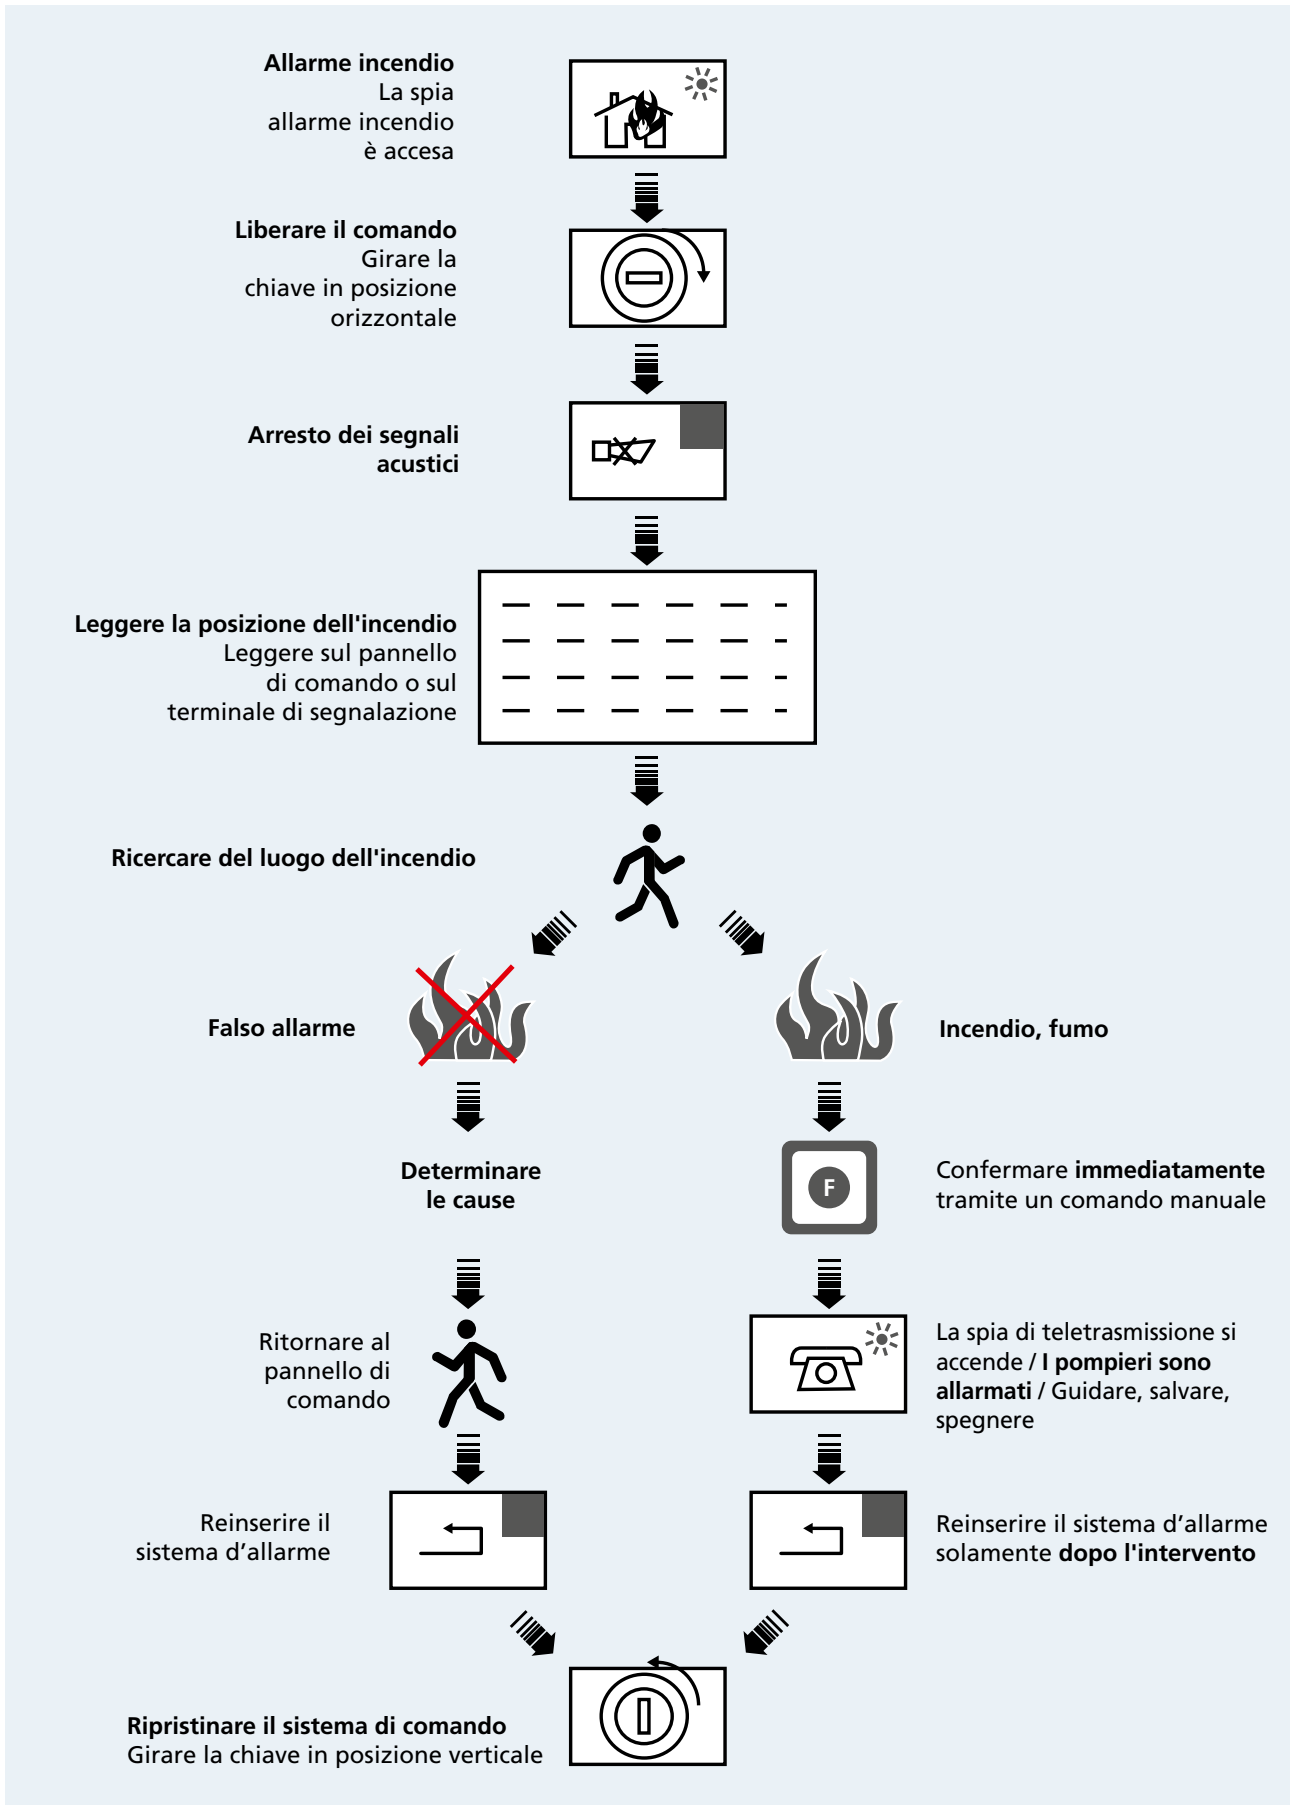 Allarme incendio
La spia
allarme incendio
è accesa
Liberare il comando
Girare la
chiave in posizione
orizzontale
Arresto dei segnali
acustici
Leggere la posizione dell'incendio
Leggere sul pannello
di comando o sul
terminale di segnalazione
Ricercare del luogo dell'incendio
Falso allarme
Incendio, fumo
Determinare
le cause
F
Confermare immediatamente
tramite un comando manuale
Ritornare al
pannello di
comando
La spia di teletrasmissione si
accende / I pompieri sono
allarmati / Guidare, salvare,
spegnere
Reinserire il
sistema d’allarme
Reinserire il sistema d’allarme
solamente dopo l'intervento
Ripristinare il sistema di comando
Girare la chiave in posizione verticale